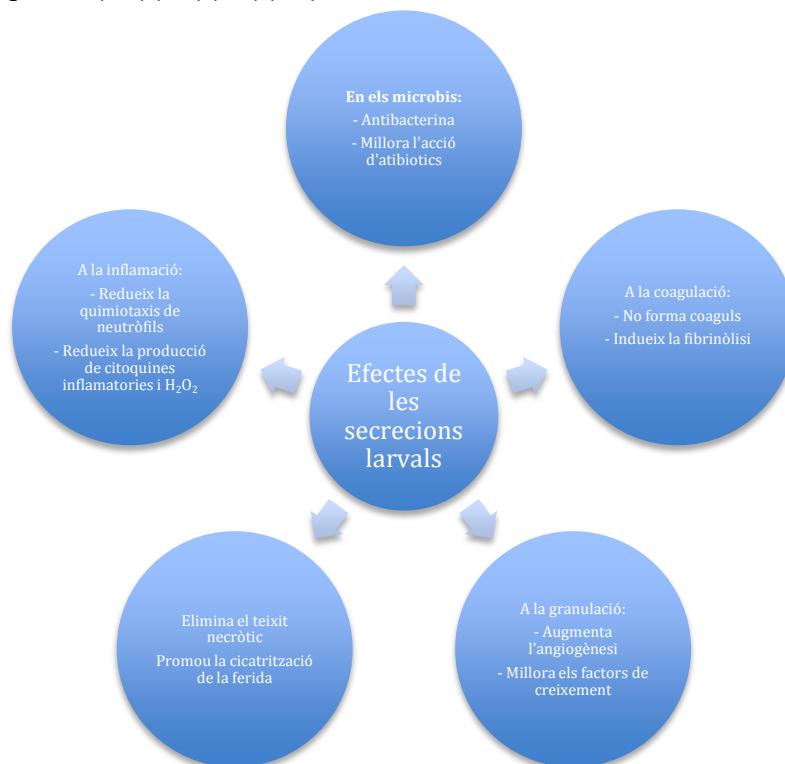 En els microbis:
- Antibacterina
- Millora l'acció
d'atibiotics
A la inflamació:
- Redueix la
quimiotaxis de
neutròfils
- Redueix la producció
de citoquines
inflamatories i H₂O₂
A la coagulació:
- No forma coaguls
- Indueix la fibrinòlisi
Efectes de
les
secrecions
larvals
Elimina el teixit
necròtic
Promou la cicatrització
de la ferida
A la granulació:
- Augmenta
l'angiogènesi
- Millora els factors de
creixement